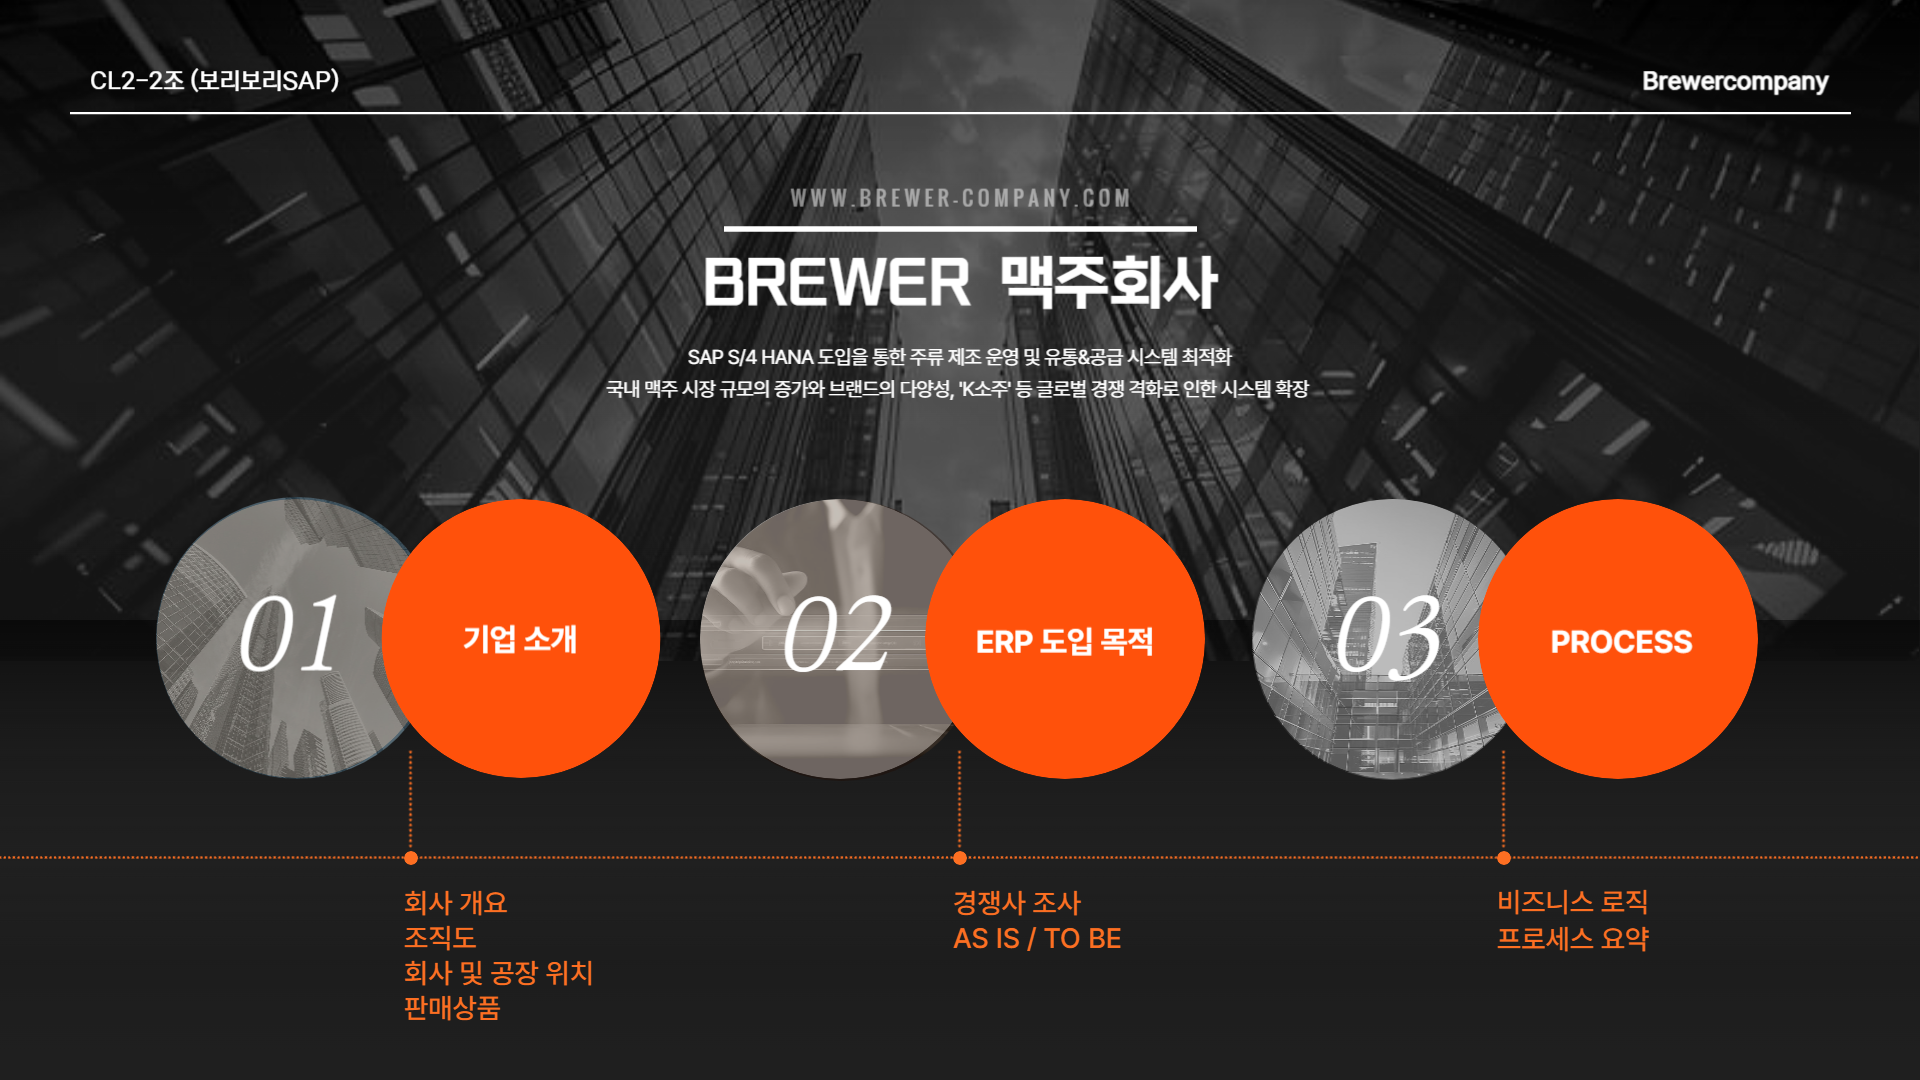 CL2-2조 (보리보리SAP)
Brewercompany
WWW.BREWER-COMPANY.COM
BREWER 맥주회사
SAP S/4 HANA 도입을 통한 주류 제조 운영 및 유통&공급 시스템 최적화
국내 맥주 시장 규모의 증가와 브랜드의 다양성, 'K소주' 등 글로벌 경쟁 격화로 인한 시스템 확장
01
기업 소개
02
ERP 도입 목적
03
PROCESS
회사 개요
조직도
회사 및 공장 위치
판매상품
경쟁사 조사
AS IS / TO BE
비즈니스 로직
프로세스 요약